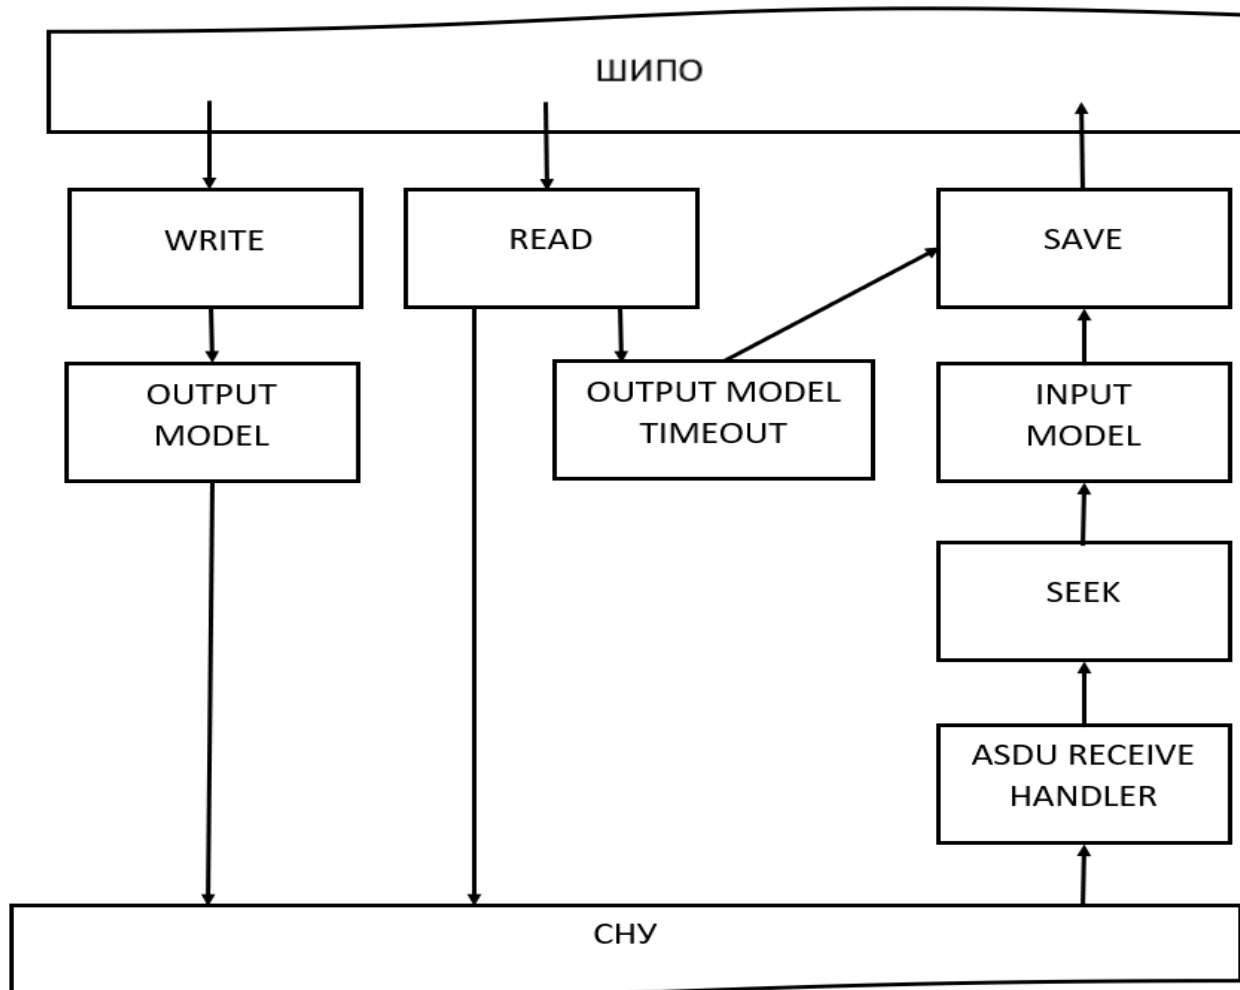 ШИПО
WRITE
READ
SAVE
OUTPUT
MODEL
OUTPUT MODEL
TIMEOUT
INPUT
MODEL
SEEK
ASDU RECEIVE
HANDLER
СНУ